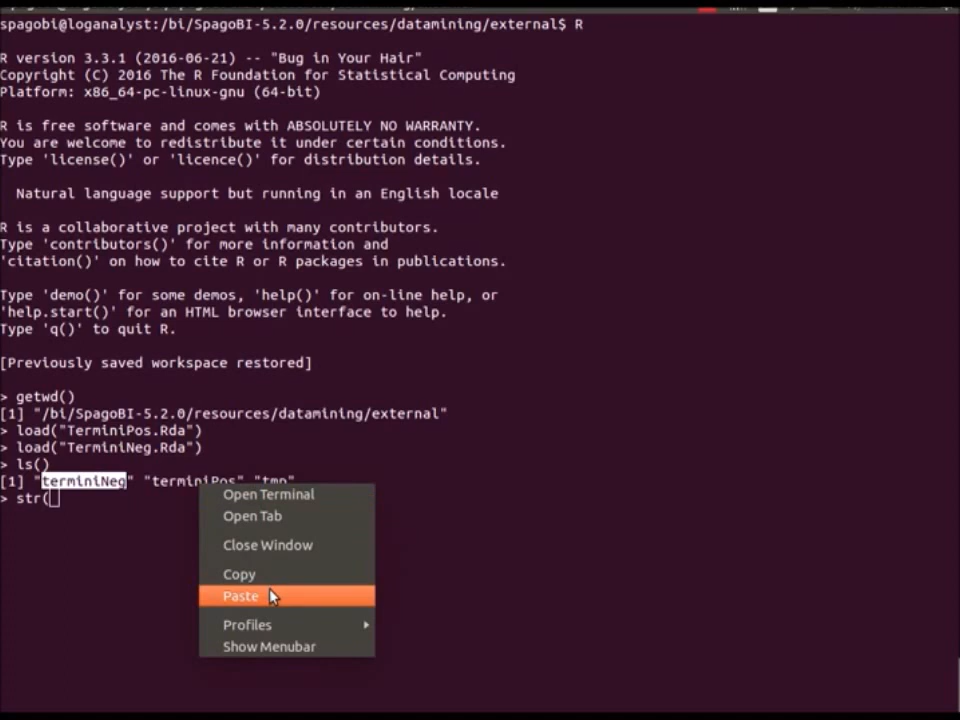 spagobi@loganalyst:/bi/SpagoBI-5.2.0/resources/datamining/external$ R
R version 3.3.1 (2016-06-21) -- "Bug in Your Hair"
Copyright (C) 2016 The R Foundation for Statistical Computing
Platform: x86_64-pc-linux-gnu (64-bit)
R is free software and comes with ABSOLUTELY NO WARRANTY.
You are welcome to redistribute it under certain conditions.
Type 'license()' or 'licence()' for distribution details.
Natural language support but running in an English locale
R is a collaborative project with many contributors.
Type 'contributors()' for more information and
'citation()' on how to cite R or R packages in publications.
Type 'demo()' for some demos, 'help()' for on-line help, or
'help.start()' for an HTML browser interface to help.
Type 'q()' to quit R.
[Previously saved workspace restored]
> getwd()
[1] "/bi/SpagoBI-5.2.0/resources/datamining/external"
> load("TerminiPos.Rda")
> load("TerminiNeg.Rda")
> ls()
[1] "terminiNeg" "terminiPos" "tmp"
> str(
Open Terminal
Open Tab
Close Window
Copy
Paste
Profiles
Show Menubar